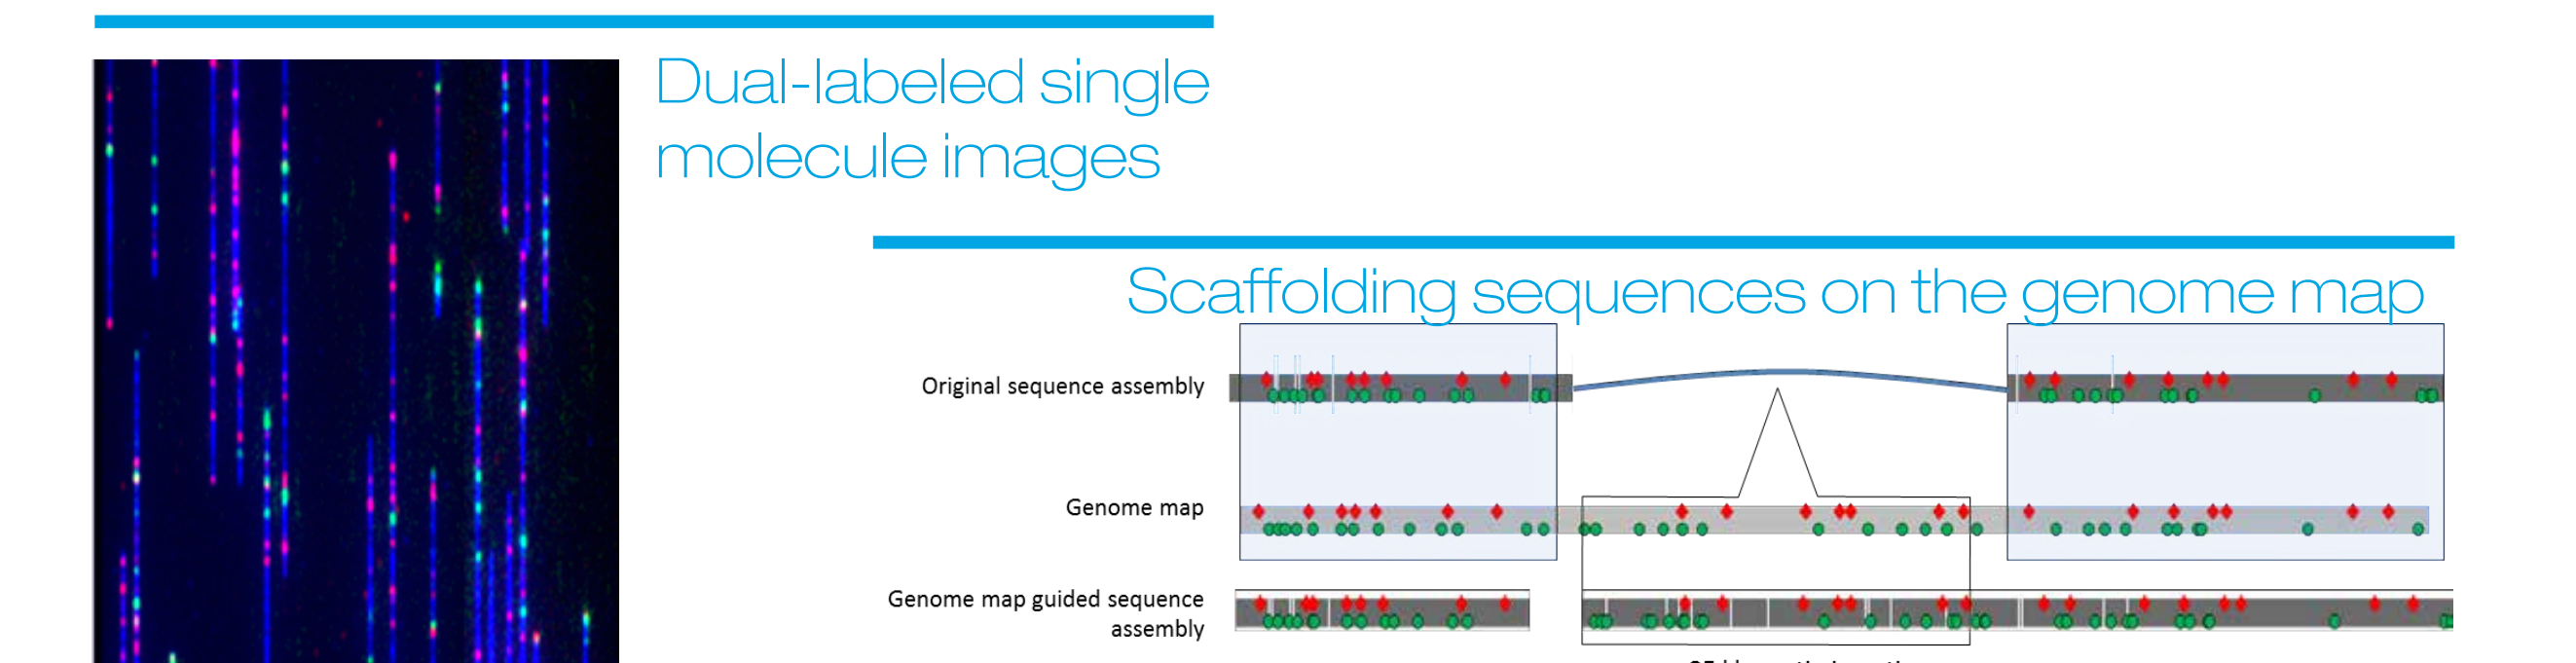 Dual-labeled single
molecule images
Scaffolding sequences on the genome map
Original sequence assembly
Genome map
Genome map guided sequence
assembly